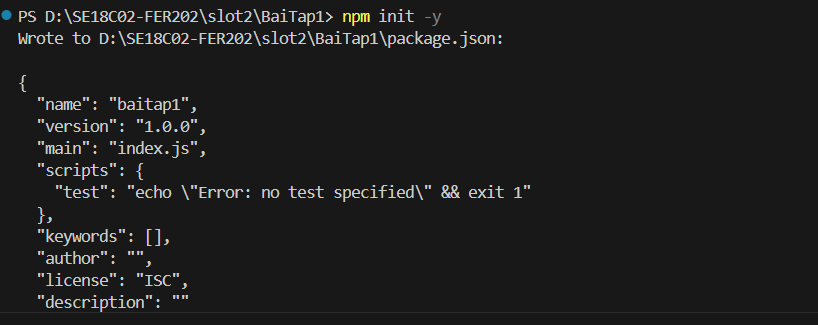 PS D:\SE18C02-FER202\slot2\BaiTap1> npm init -y
Wrote to D:\SE18C02-FER202\slot2\BaiTap1\package.json:
{
"name": "baitap1",
"version": "1.0.0",
"main": "index.js",
"scripts": {
"test": "echo \"Error: no test specified\" && exit 1"
},
"keywords": [],
"author": "",
"license": "ISC",
"description": ""